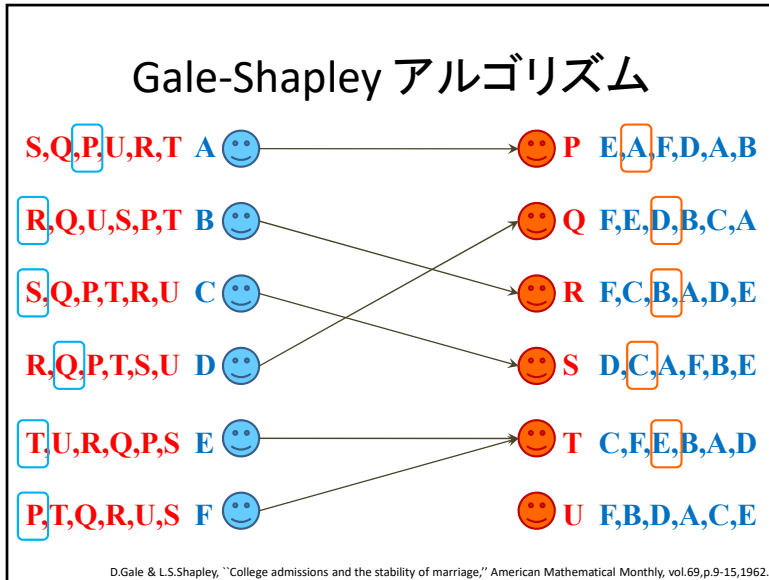 Gale-Shapley アルゴリズム
S,Q,P,U,R,T A P E,A,F,D,A,B
R,Q,U,S,P,T B Q F,E,D,B,C,A
S,Q,P,T,R,U C R F,C,B,A,D,E
R,Q,P,T,S,U D S D,C,A,F,B,E
T,U,R,Q,P,S E T C,F,E,B,A,D
P,T,Q,R,U,S F U F,B,D,A,C,E
D.Gale & L.S.Shapley, ``College admissions and the stability of marriage,'' American Mathematical Monthly, vol.69,p.9-15,1962.